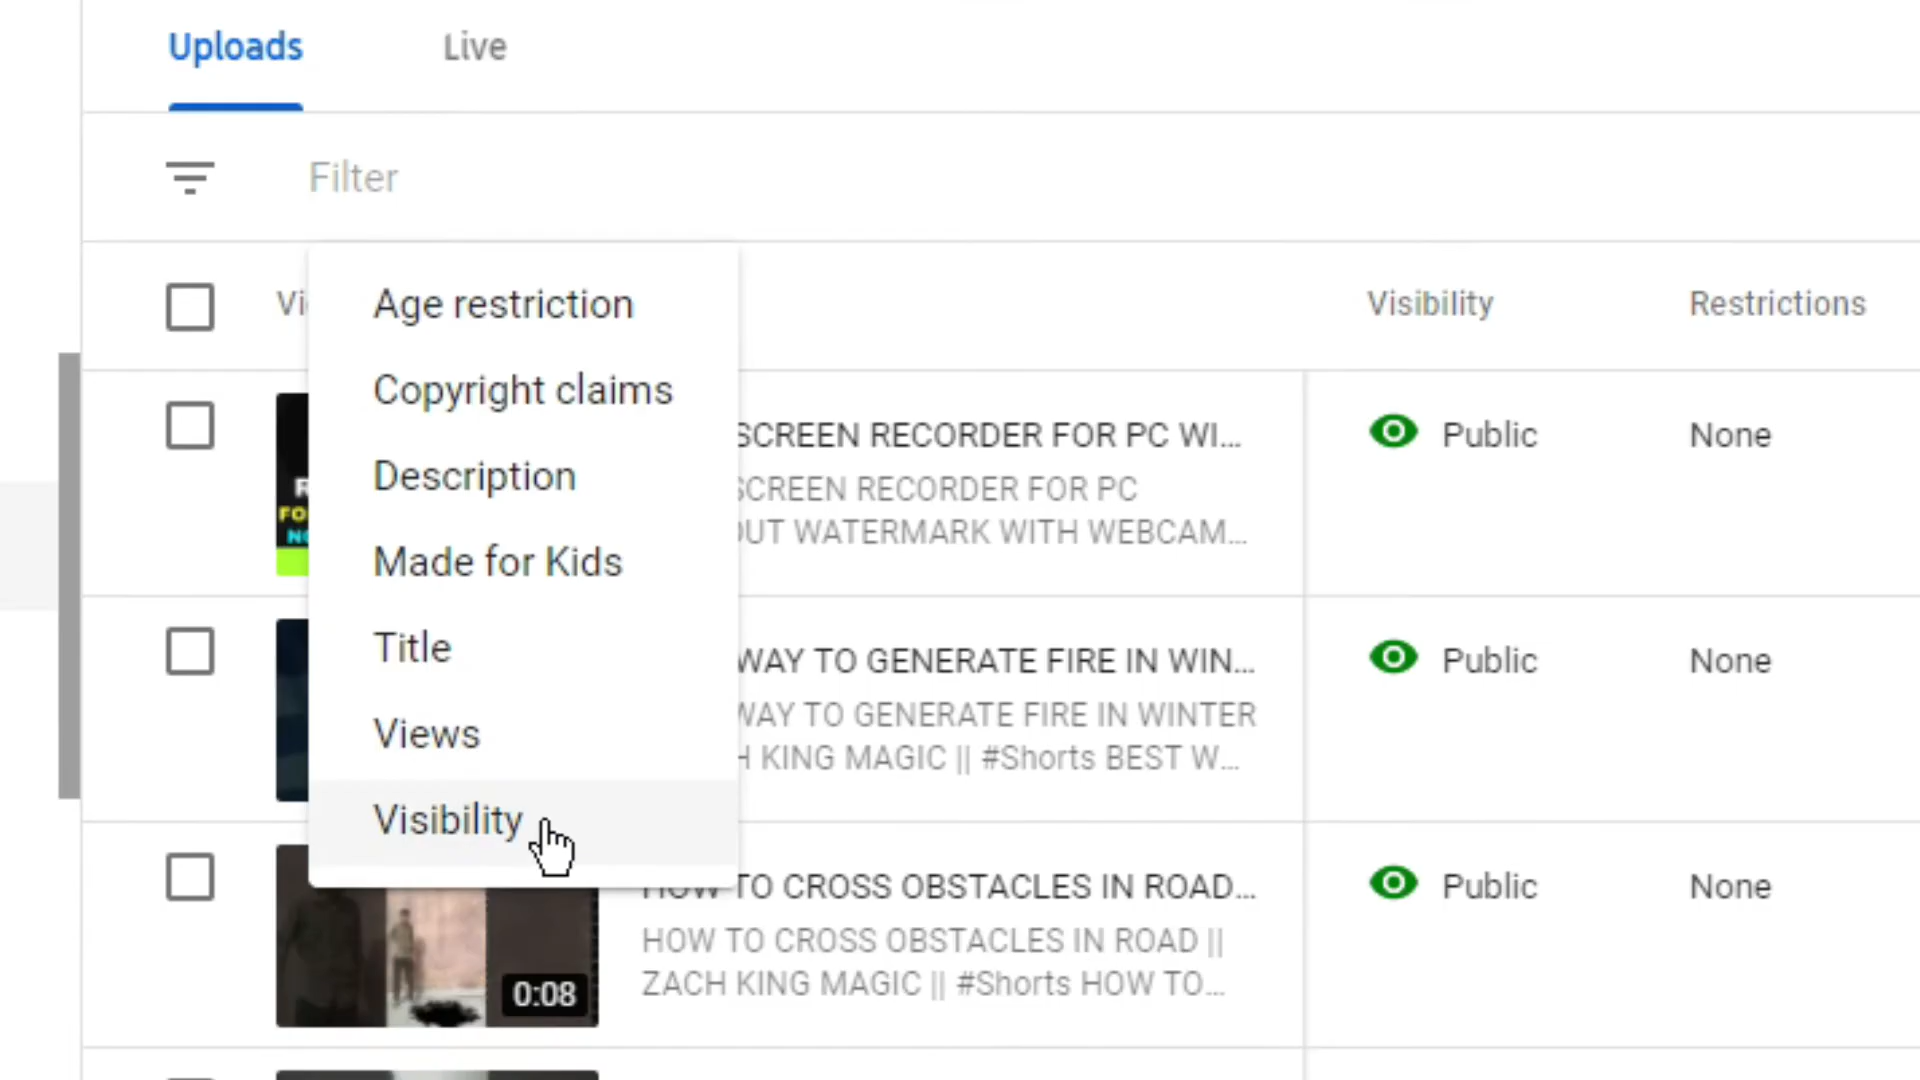 Uploads Live
Filter
Age restriction
Copyright claims
Description
Made for Kids
Title
Views
Visibility
Visibility Restrictions
SCREEN RECORDER FOR PC WI... Public None
SCREEN RECORDER FOR PC
OUT WATERMARK WITH WEBCAM...
FO
WAY TO GENERATE FIRE IN WIN... Public None
WAY TO GENERATE FIRE IN WINTER
H KING MAGIC || #Shorts BEST W...
HOW TO CROSS OBSTACLES IN ROAD... Public None
HOW TO CROSS OBSTACLES IN ROAD ||
ZACH KING MAGIC || #Shorts HOW TO...
0:08